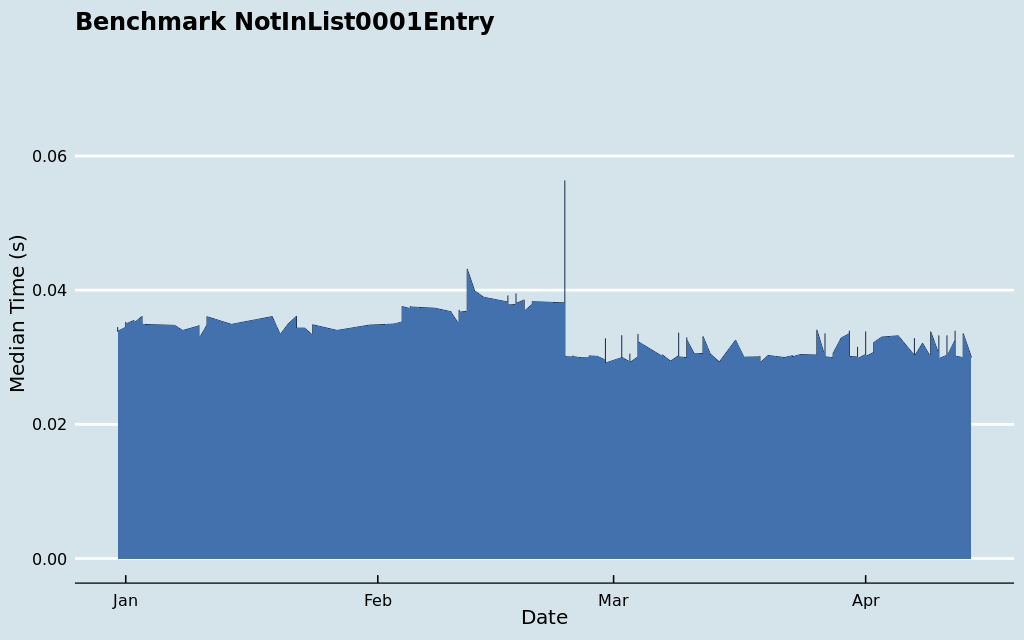 Benchmark NotInList0001Entry
0.06
0.04
0.02
0.00
Median Time (s)
Jan Feb Mar Apr
Date